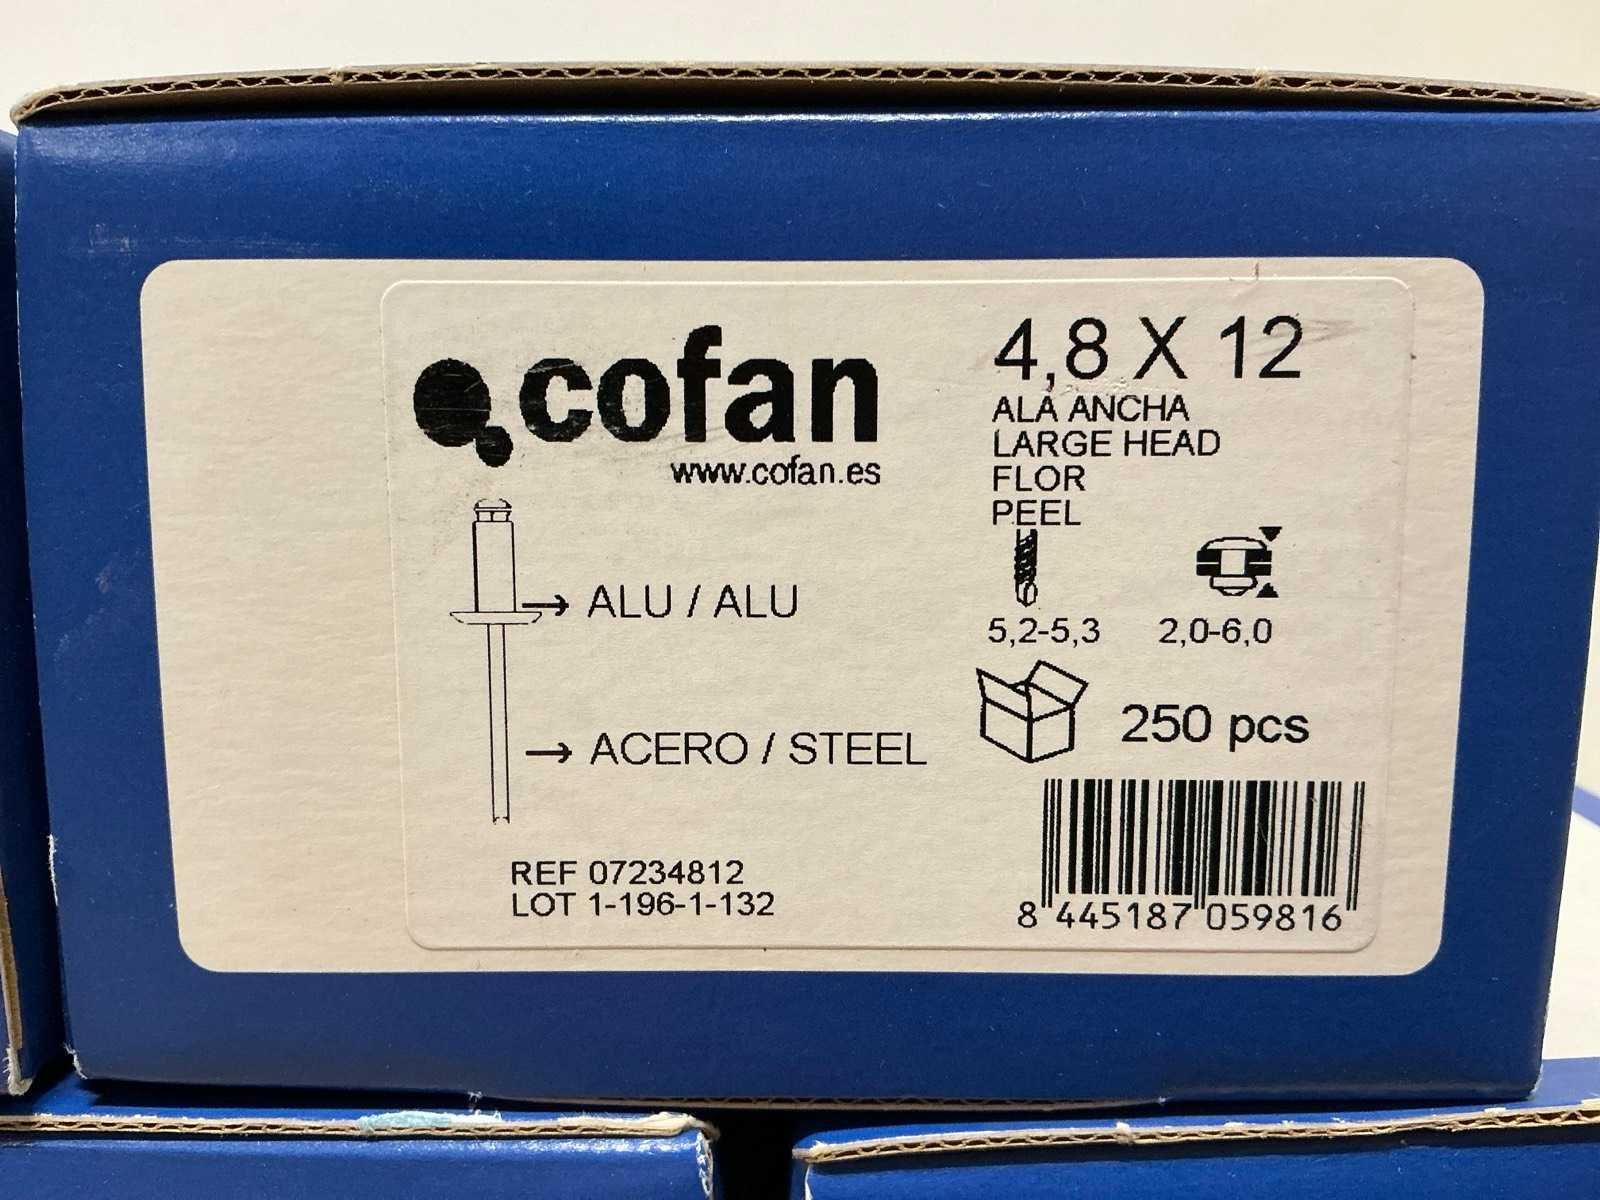 cofan
www.cofan.es
4,8 X 12
ALA ANCHA
LARGE HEAD
FLOR
PEEL
5,2-5,3
2,0-6,0
ALU / ALU
ACERO / STEEL
250 pcs
REF 07234812
LOT 1-196-1-132
8 445187 059816